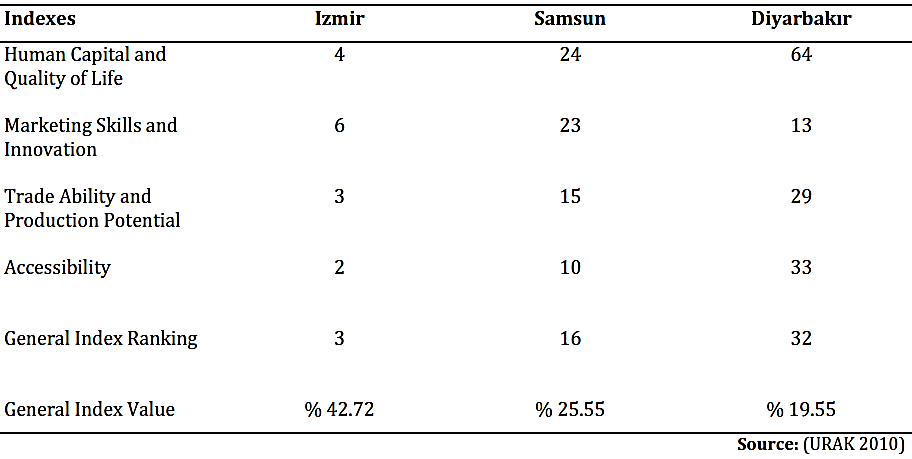 Indexes Izmir Samsun Diyarbakır
Human Capital and 4 24 64
Quality of Life
Marketing Skills and 6 23 13
Innovation
Trade Ability and 3 15 29
Production Potential
Accessibility 2 10 33
General Index Ranking 3 16 32
General Index Value % 42.72 % 25.55 % 19.55
Source: (URAK 2010)